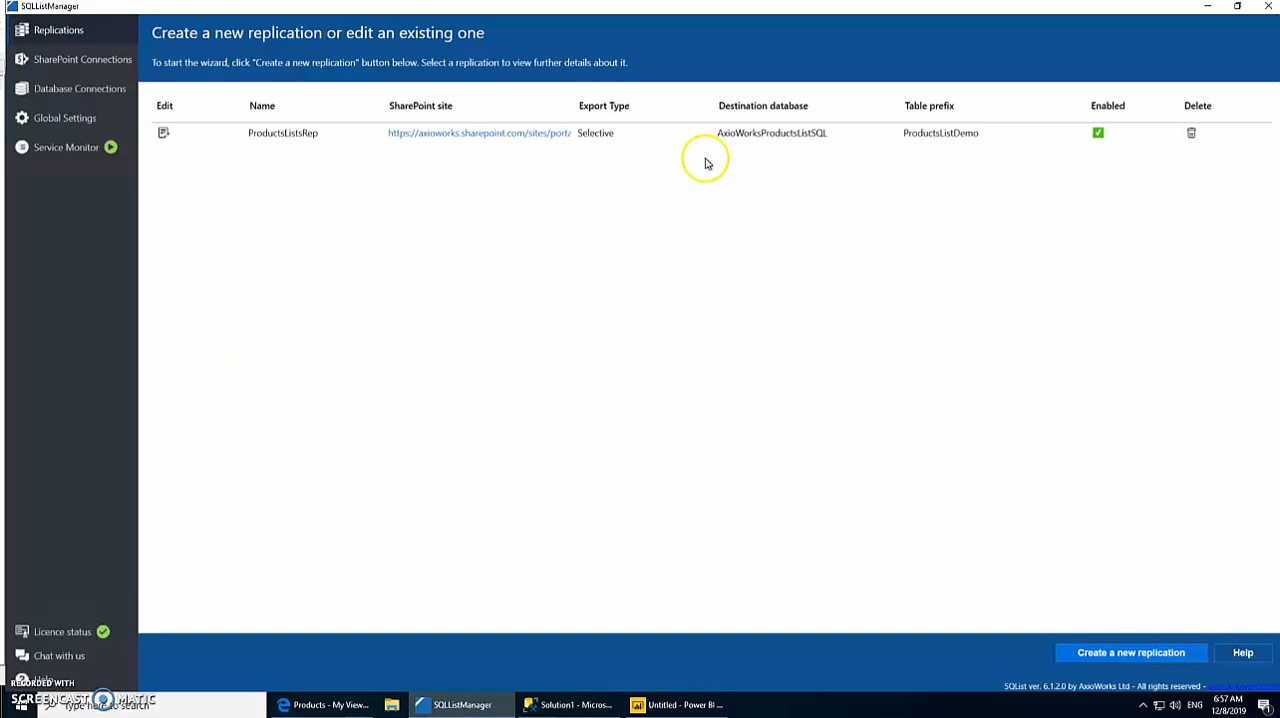 SQLListManager
Replications
SharePoint Connections
Database Connections
Global Settings
Service Monitor
Create a new replication or edit an existing one
To start the wizard, click "Create a new replication" button below. Select a replication to view further details about it.
Edit Name SharePoint site Export Type Destination database Table prefix Enabled Delete
ProductsListsRep https://axioworks.sharepoint.com/sites/porta Selective AxioWorksProductsListSQL ProductsListDemo
Licence status
Chat with us
Create a new replication Help
SQList ver. 6.1.2.0 by AxioWorks Ltd - All rights reserved -
RECORDED WITH
SCREENCAST MATIC
Type here to search
Products - My View...
SQLListManager
Solution1 - Micros...
Untitled - Power BI ...
ENG
6:57 AM
12/8/2019